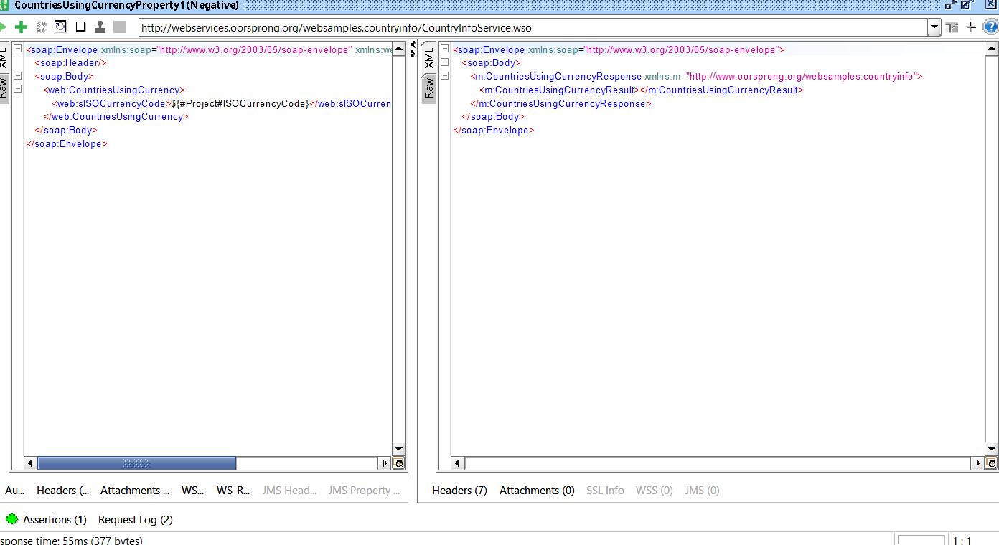 CountriesUsingCurrencyProperty1(Negative)
http://webservices.oorsprong.org/websamples.countryinfo/CountryInfoService.wso
XML
Raw
<soap:Envelope xmlns:soap="http://www.w3.org/2003/05/soap-envelope" xmlns:we
<soap:Header/>
<soap:Body>
<web:CountriesUsingCurrency>
<web:sISOCurrencyCode>${#Project#ISOCurrencyCode}</web:sISOCurren
</web:CountriesUsingCurrency>
</soap:Body>
</soap:Envelope>
XML
Raw
<soap:Envelope xmlns:soap="http://www.w3.org/2003/05/soap-envelope">
<soap:Body>
<m:CountriesUsingCurrencyResponse xmlns:m="http://www.oorsprong.org/websamples.countryinfo">
<m:CountriesUsingCurrencyResult></m:CountriesUsingCurrencyResult>
</m:CountriesUsingCurrencyResponse>
</soap:Body>
</soap:Envelope>
Au... Headers (... Attachments ... WS... WS-R... JMS Head... JMS Property ...
Headers (7) Attachments (0) SSL Info WSS (0) JMS (0)
Assertions (1) Request Log (2)
sponse time: 55ms (377 bytes)
1 : 1